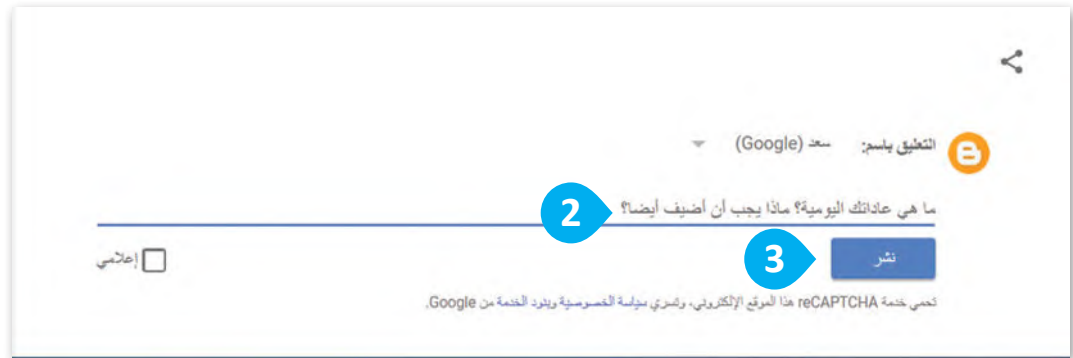 التعليق باسم: سعد (Google)
ما هي عاداتك اليومية؟ ماذا يجب أن أضيف أيضا؟
2
نشر
3
إعلامي
تحمي خدمة reCAPTCHA هذا الموقع الإلكتروني، وتسري سياسة الخصوصية وبنود الخدمة من Google.